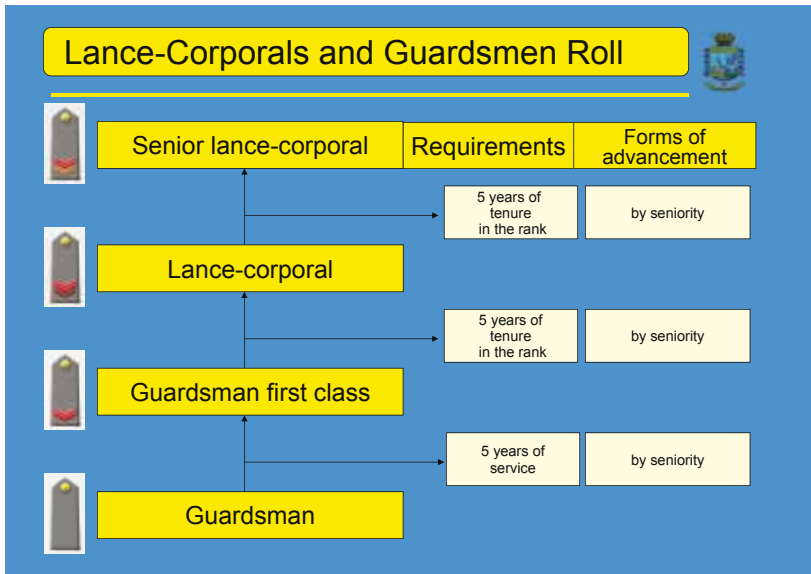 Lance-Corporals and Guardsmen Roll
Senior lance-corporal
Requirements
Forms of
advancement
5 years of
tenure
in the rank
by seniority
Lance-corporal
5 years of
tenure
in the rank
by seniority
Guardsman first class
5 years of
service
by seniority
Guardsman